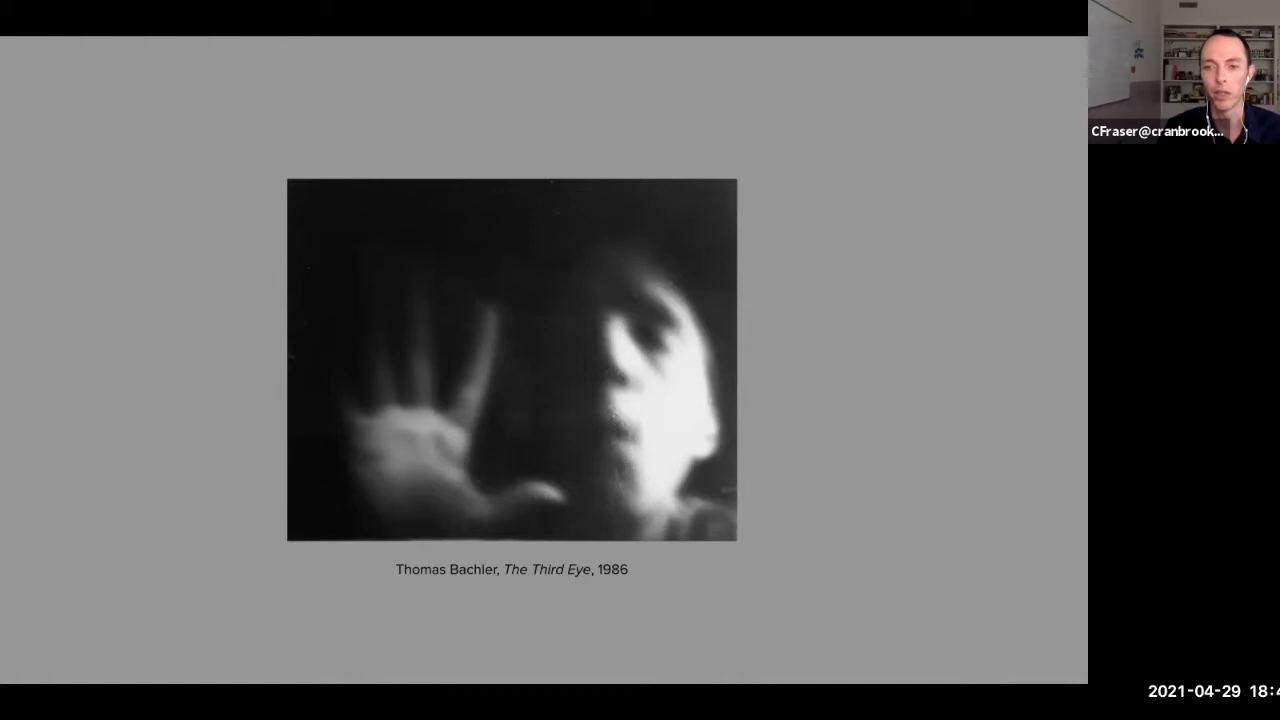 CFraser@cranbrook...
Thomas Bachler, The Third Eye, 1986
2021-04-29 18:4